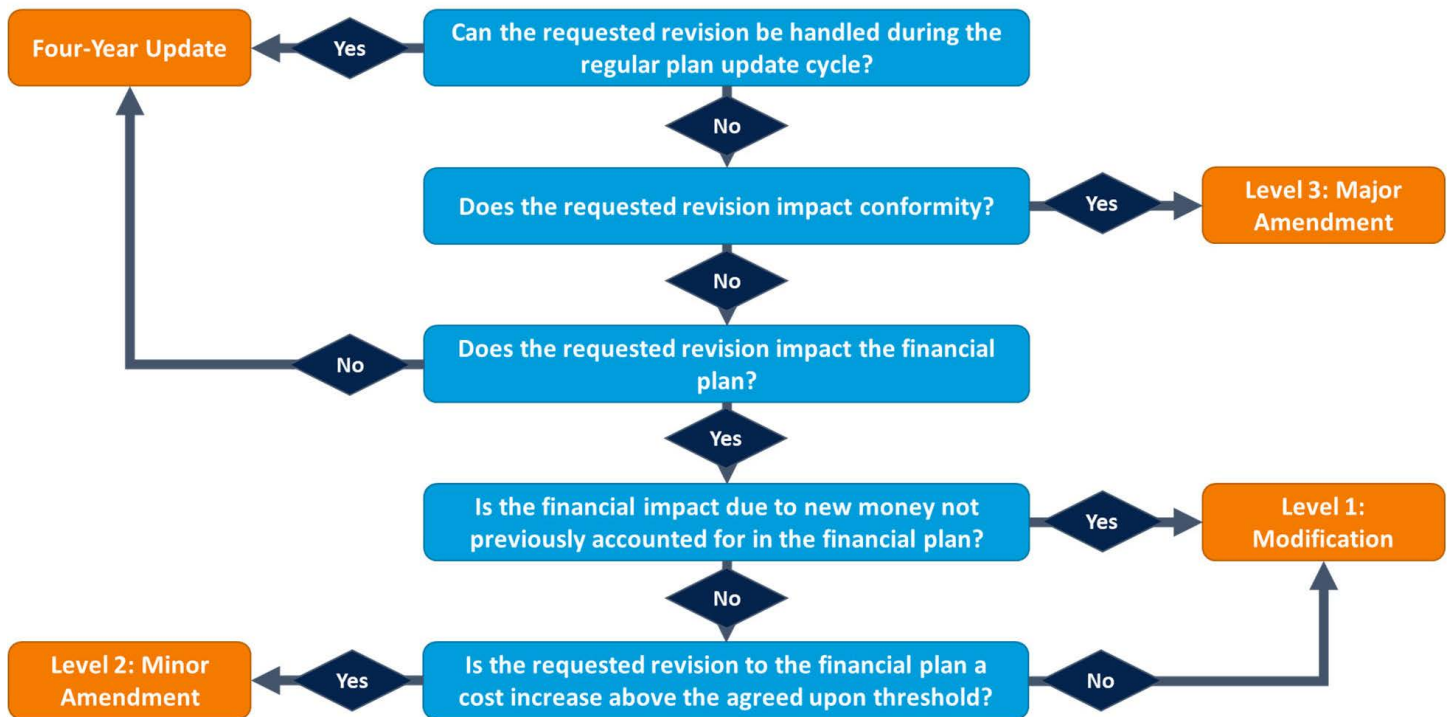 Four-Year Update
Yes
Can the requested revision be handled during the
regular plan update cycle?
No
Does the requested revision impact conformity?
Yes
Level 3: Major
Amendment
No
No
Does the requested revision impact the financial
plan?
Yes
Is the financial impact due to new money not
previously accounted for in the financial plan?
Yes
Level 1:
Modification
No
Level 2: Minor
Amendment
Yes
Is the requested revision to the financial plan a
cost increase above the agreed upon threshold?
No